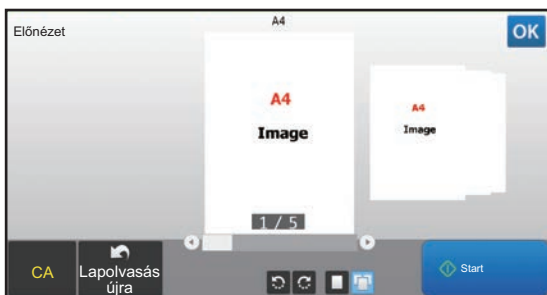 A4
Előnézet
OK
A4
Image
A4
Image
1 / 5
CA
Lapolvasás
újra
Start